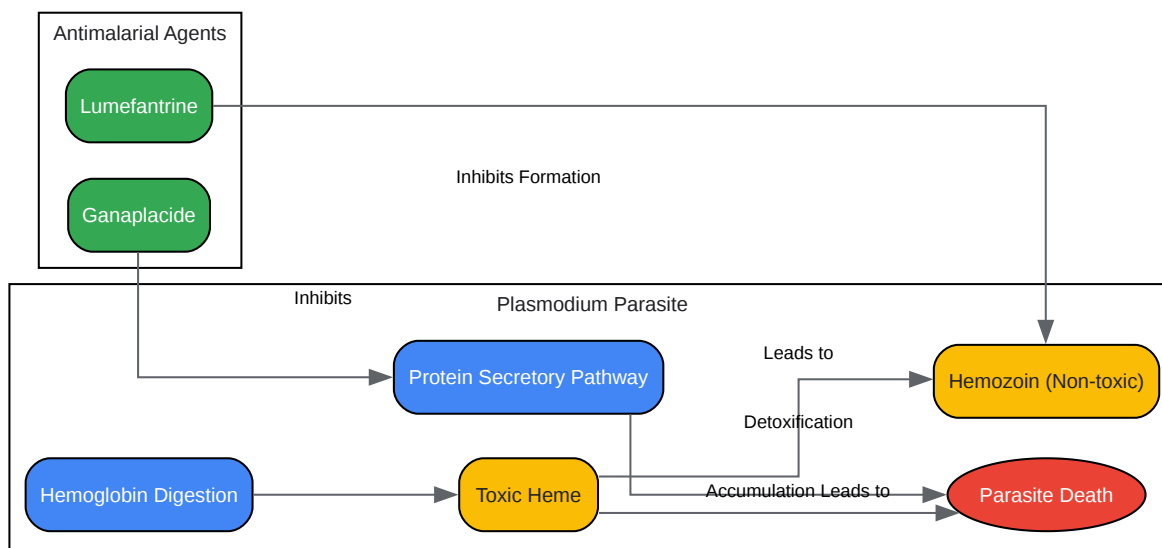 Antimalarial Agents
Lumefantrine
Ganaplacide
Inhibits Formation
Inhibits
Plasmodium Parasite
Protein Secretory Pathway
Leads to
Hemozoin (Non-toxic)
Detoxification
Hemoglobin Digestion
Toxic Heme
Accumulation Leads to
Parasite Death